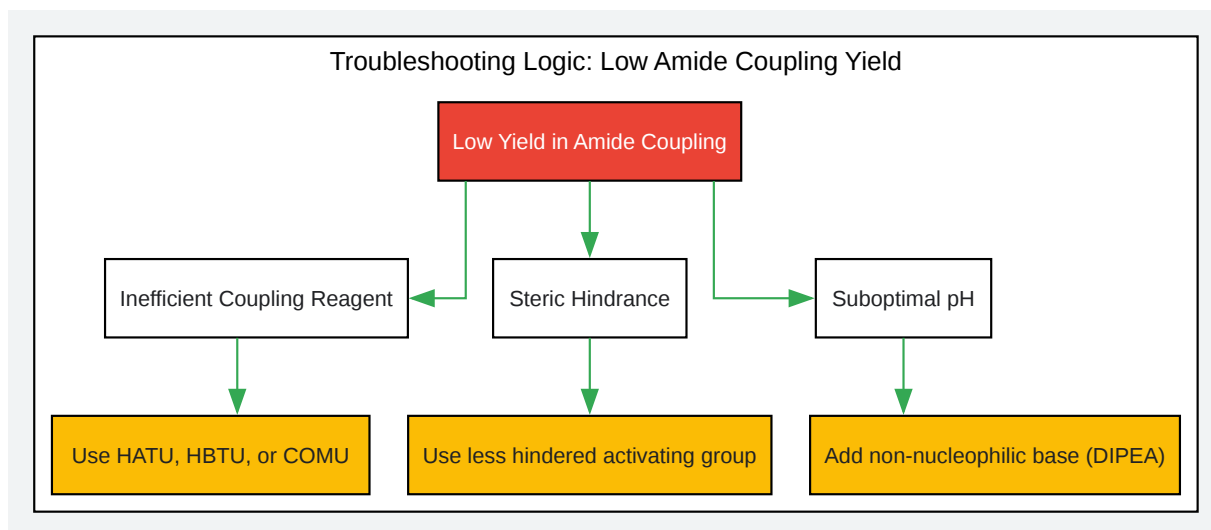 Troubleshooting Logic: Low Amide Coupling Yield
Low Yield in Amide Coupling
Inefficient Coupling Reagent
Steric Hindrance
Suboptimal pH
Use HATU, HBTU, or COMU
Use less hindered activating group
Add non-nucleophilic base (DIPEA)